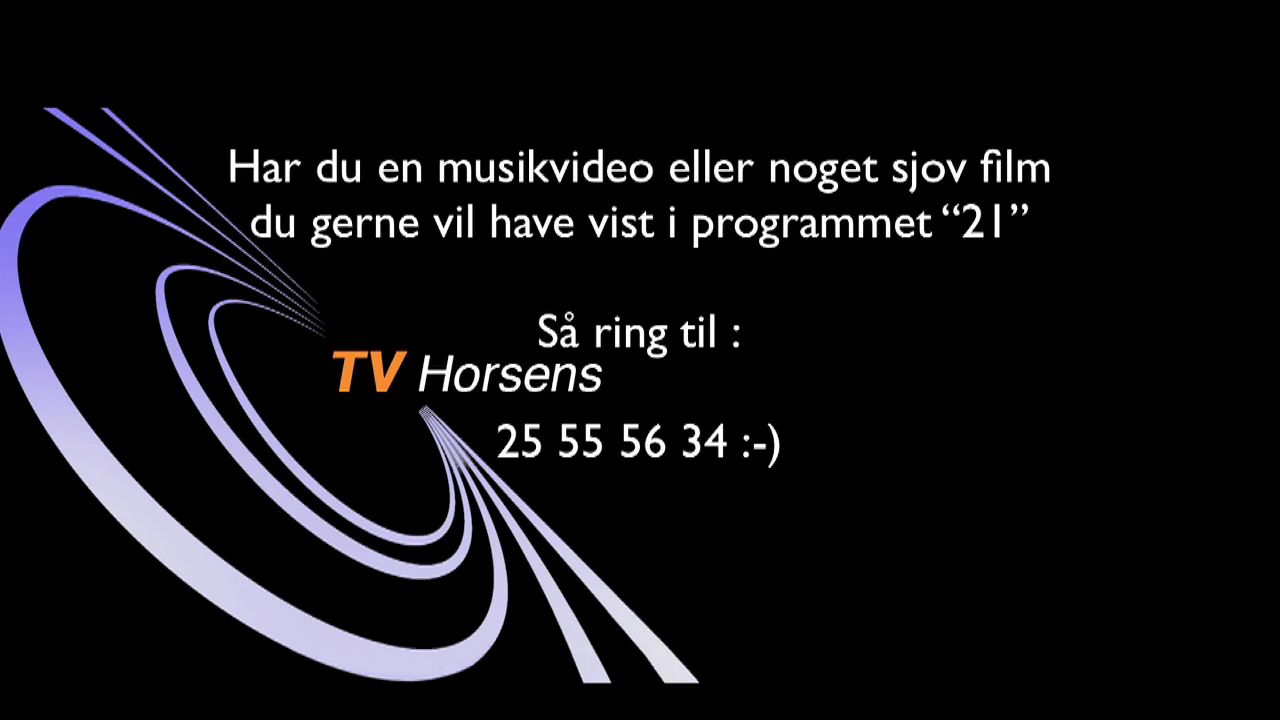 Har du en musikvideo eller noget sjov film
du gerne vil have vist i programmet “21”
Så ring til :
TV Horsens
25 55 56 34 :-)